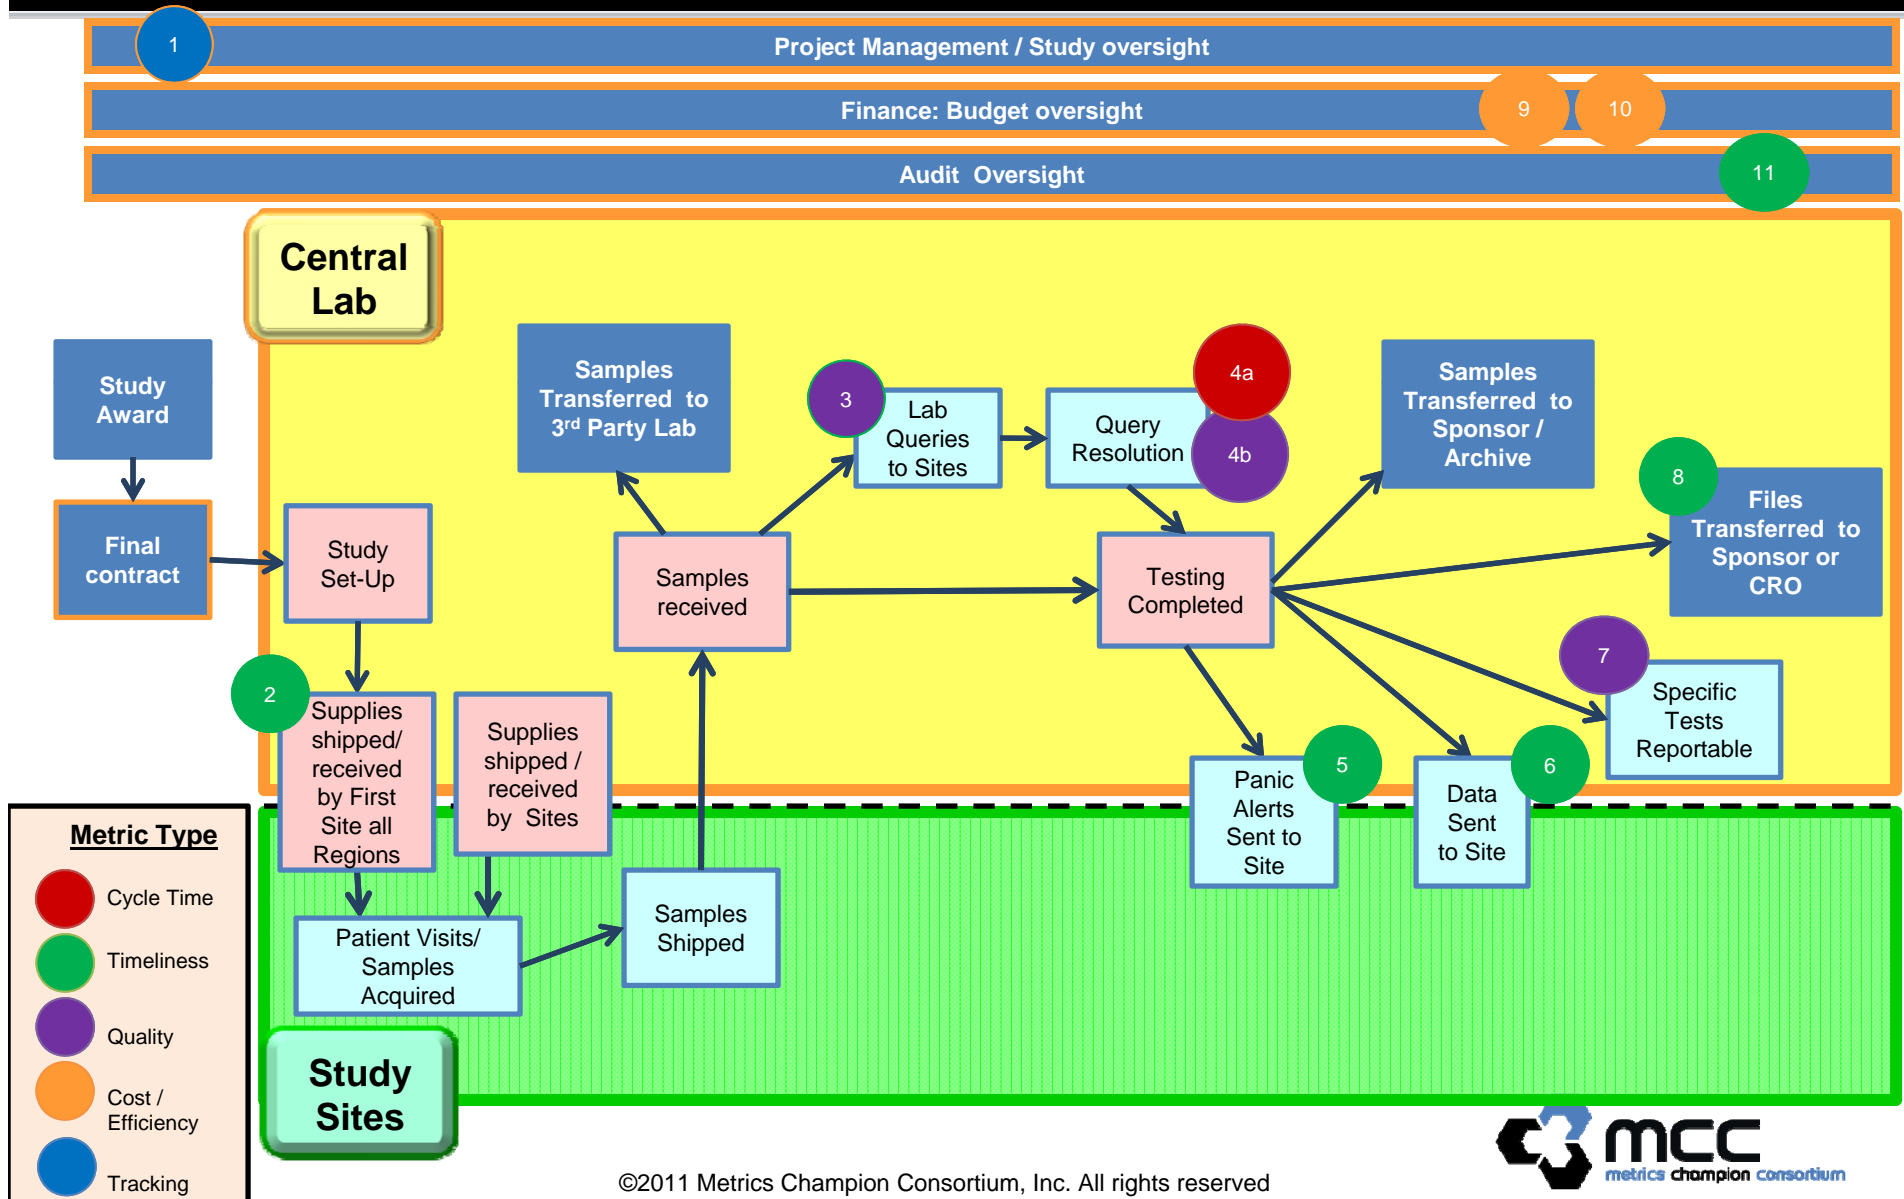 1
Project Management / Study oversight
Finance: Budget oversight
9
10
Audit Oversight
11
Central
Lab
Study
Award
Final
contract
Study
Set-Up
Samples
Transferred to
3rd Party Lab
3
Lab
Queries
to Sites
Query
Resolution
4a
4b
Samples
Transferred to
Sponsor /
Archive
8
Files
Transferred to
Sponsor or
CRO
Samples
received
Testing
Completed
7
Specific
Tests
Reportable
2
Supplies
shipped/
received
by First
Site all
Regions
Supplies
shipped /
received
by Sites
Panic
Alerts
Sent to
Site
5
Data
Sent
to Site
6
Patient Visits/
Samples
Acquired
Samples
Shipped
Study
Sites
Metric Type
Cycle Time
Timeliness
Quality
Cost /
Efficiency
Tracking
mcc
metrics champion consortium
©2011 Metrics Champion Consortium, Inc. All rights reserved